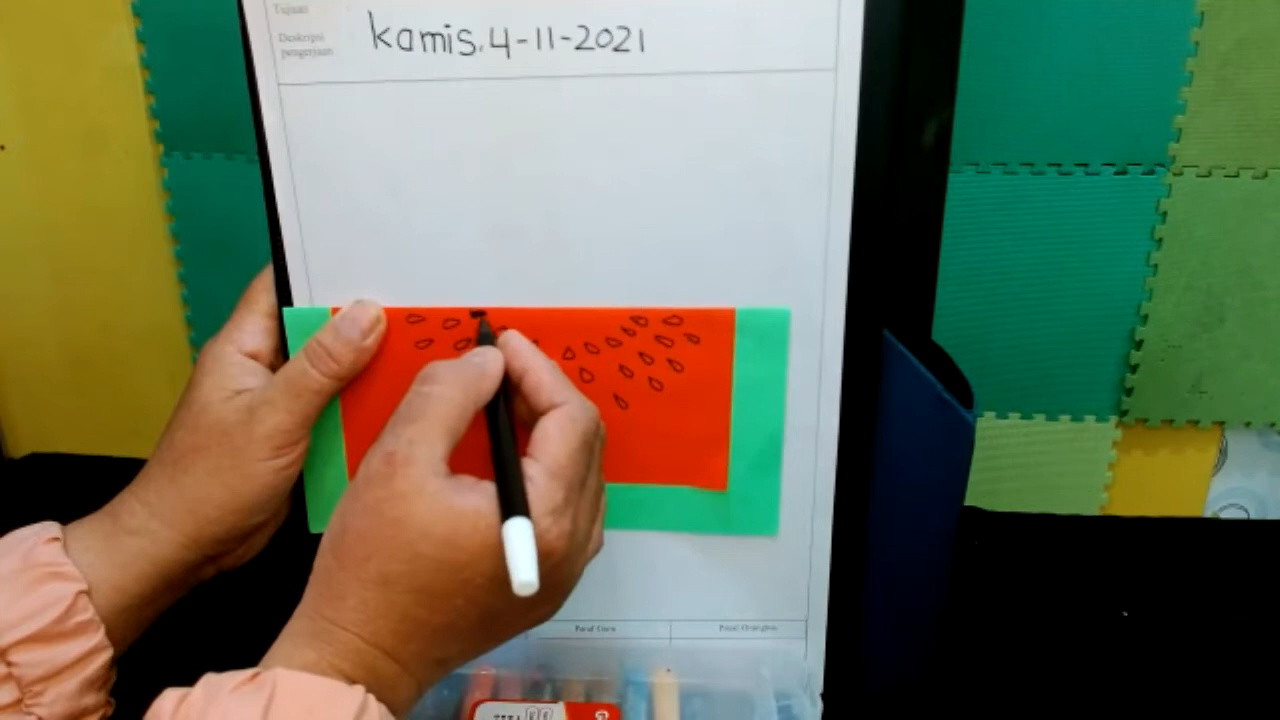 Tujuan
Deskripsi
pengerjaan
Kamis. 4-11-2021
Paraf Guru
Paraf Orangtua